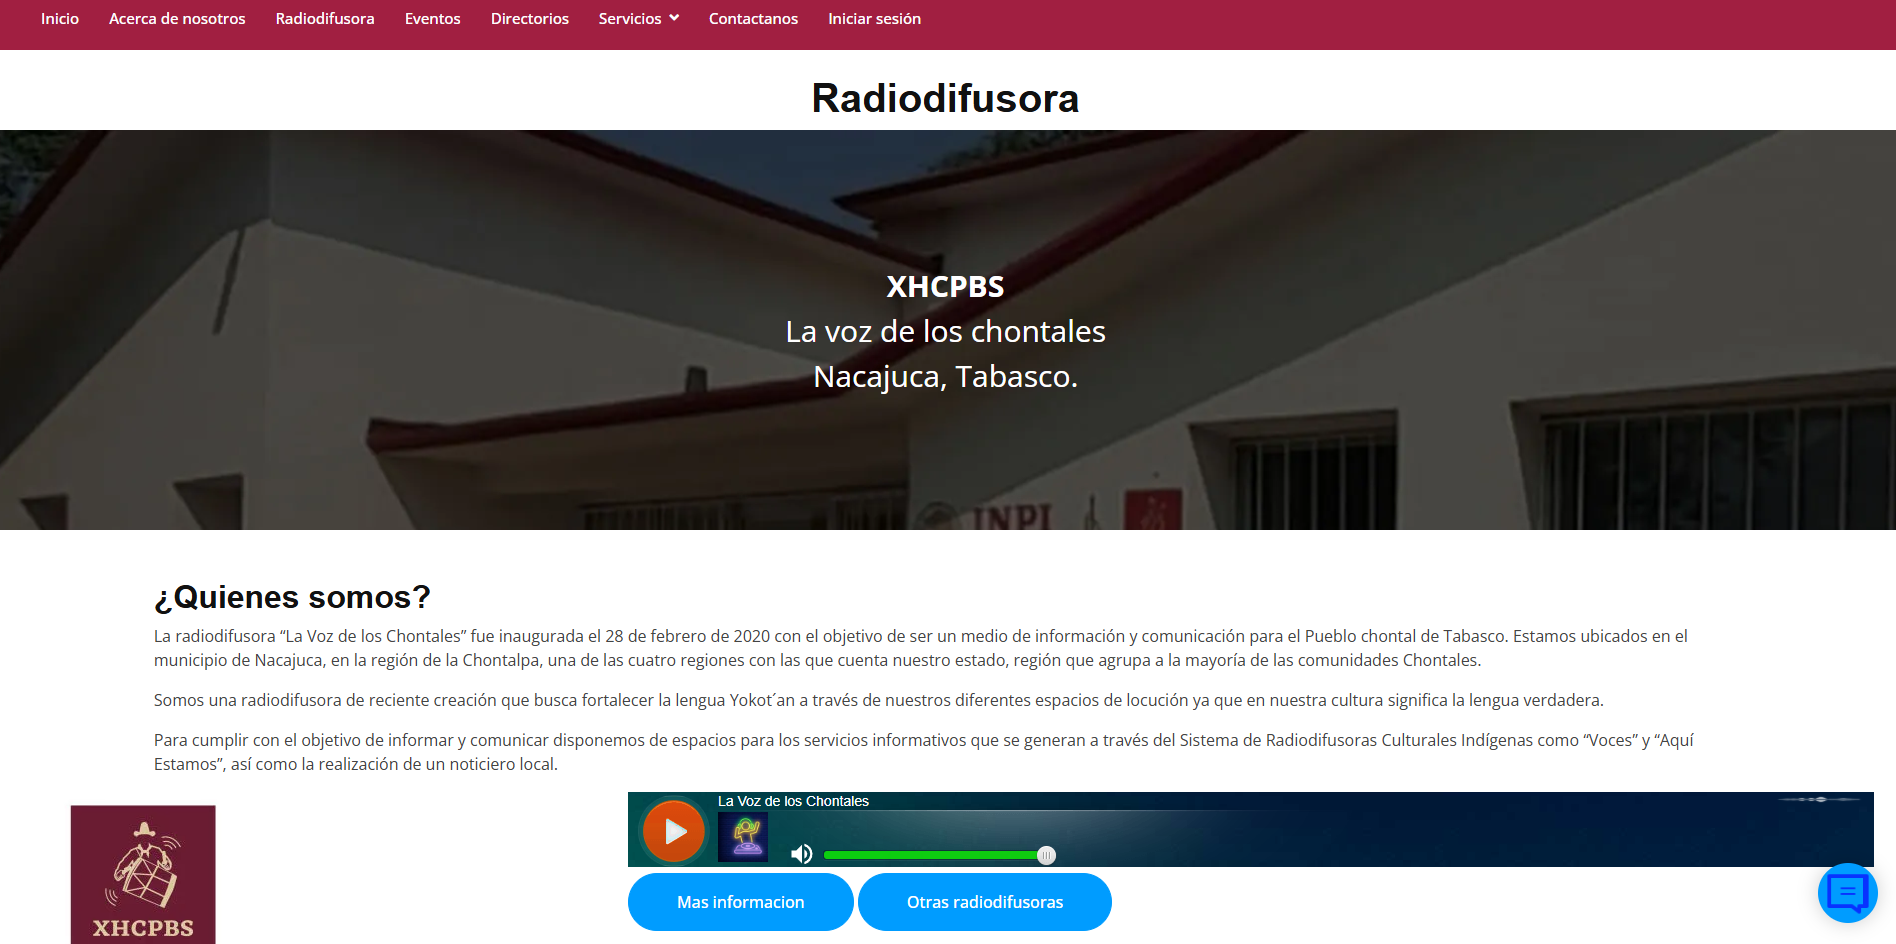 Inicio Acerca de nosotros Radiodifusora Eventos Directorios Servicios Contactanos Iniciar sesión
Radiodifusora
XHCPBS
La voz de los chontales
Nacajuca, Tabasco.
INPI
¿Quienes somos?
La radiodifusora “La Voz de los Chontales” fue inaugurada el 28 de febrero de 2020 con el objetivo de ser un medio de información y comunicación para el Pueblo chontal de Tabasco. Estamos ubicados en el
municipio de Nacajuca, en la región de la Chontalpa, una de las cuatro regiones con las que cuenta nuestro estado, región que agrupa a la mayoría de las comunidades Chontales.
Somos una radiodifusora de reciente creación que busca fortalecer la lengua Yokot´an a través de nuestros diferentes espacios de locución ya que en nuestra cultura significa la lengua verdadera.
Para cumplir con el objetivo de informar y comunicar disponemos de espacios para los servicios informativos que se generan a través del Sistema de Radiodifusoras Culturales Indígenas como “Voces” y “Aquí
Estamos”, así como la realización de un noticiero local.
La Voz de los Chontales
XHCPBS
Mas informacion
Otras radiodifusoras